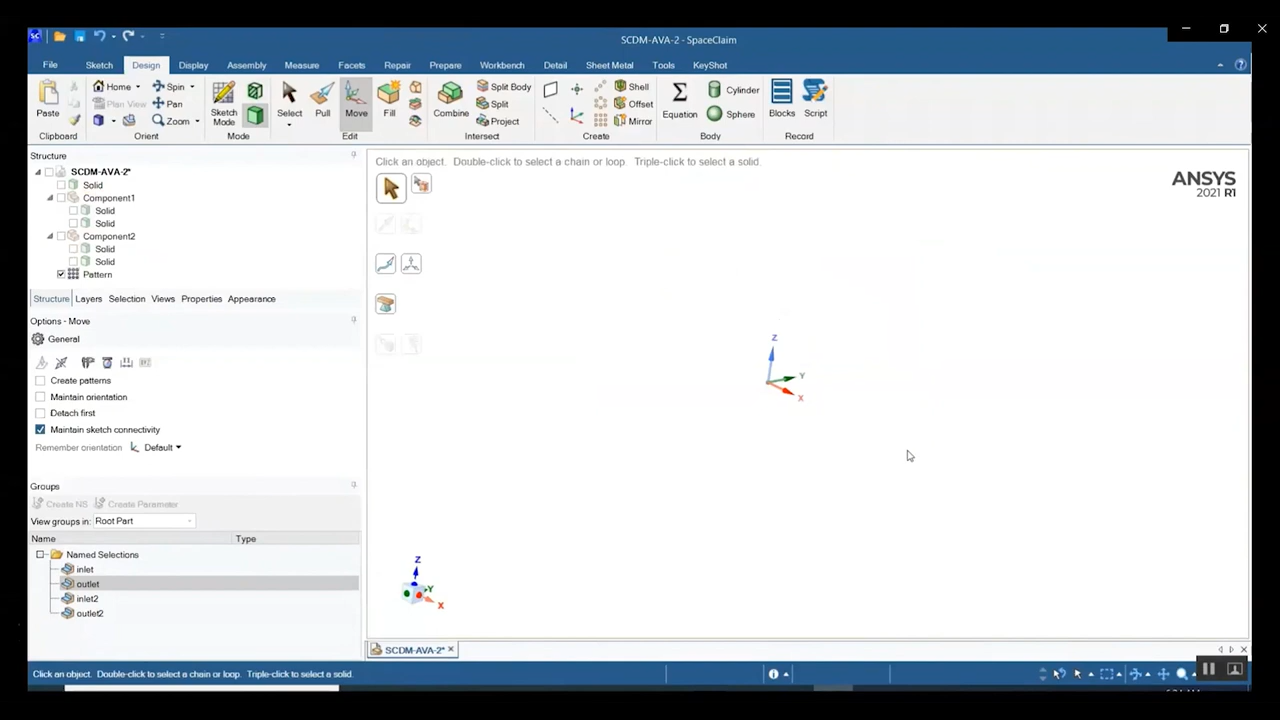 SCDM-AVA-2 - SpaceClaim
File Sketch Design Display Assembly Measure Facets Repair Prepare Workbench Detail Sheet Metal Tools KeyShot
Home Spin Split Body Shell Cylinder
Plan View Pan Split Offset
Paste Zoom Sketch Mode Select Pull Move Fill Combine Project Mirror Equation Sphere Blocks Script
Clipboard Orient Mode Edit Intersect Create Body Record
Structure
Click an object. Double-click to select a chain or loop. Triple-click to select a solid.
SCDM-AVA-2*
Solid
Component1
Solid
Solid
Component2
Solid
Solid
Pattern
ANSYS
2021 R1
Structure Layers Selection Views Properties Appearance
Options - Move
General
Create patterns
Maintain orientation
Detach first
Maintain sketch connectivity
Remember orientation Default
Z
Y
X
Groups
Create NS Create Parameter
View groups in: Root Part
Name Type
Named Selections
inlet
outlet
inlet2
outlet2
Z
Y
X
SCDM-AVA-2*
Click an object. Double-click to select a chain or loop. Triple-click to select a solid.